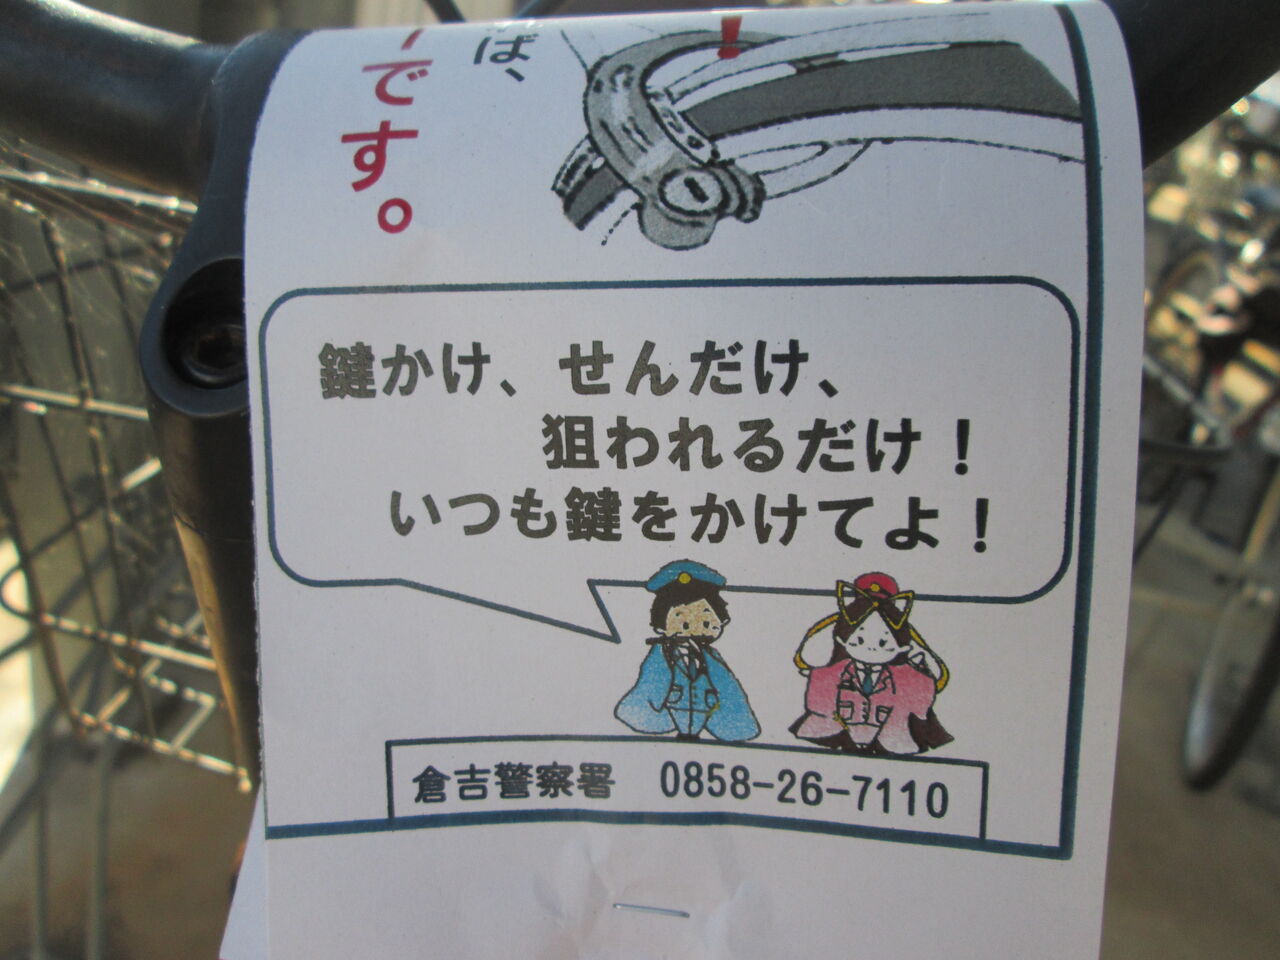 ば、
ーです。
!
鍵かけ、せんだけ、
狙われるだけ！
いつも鍵をかけてよ！
倉吉警察署　0858-26-7110